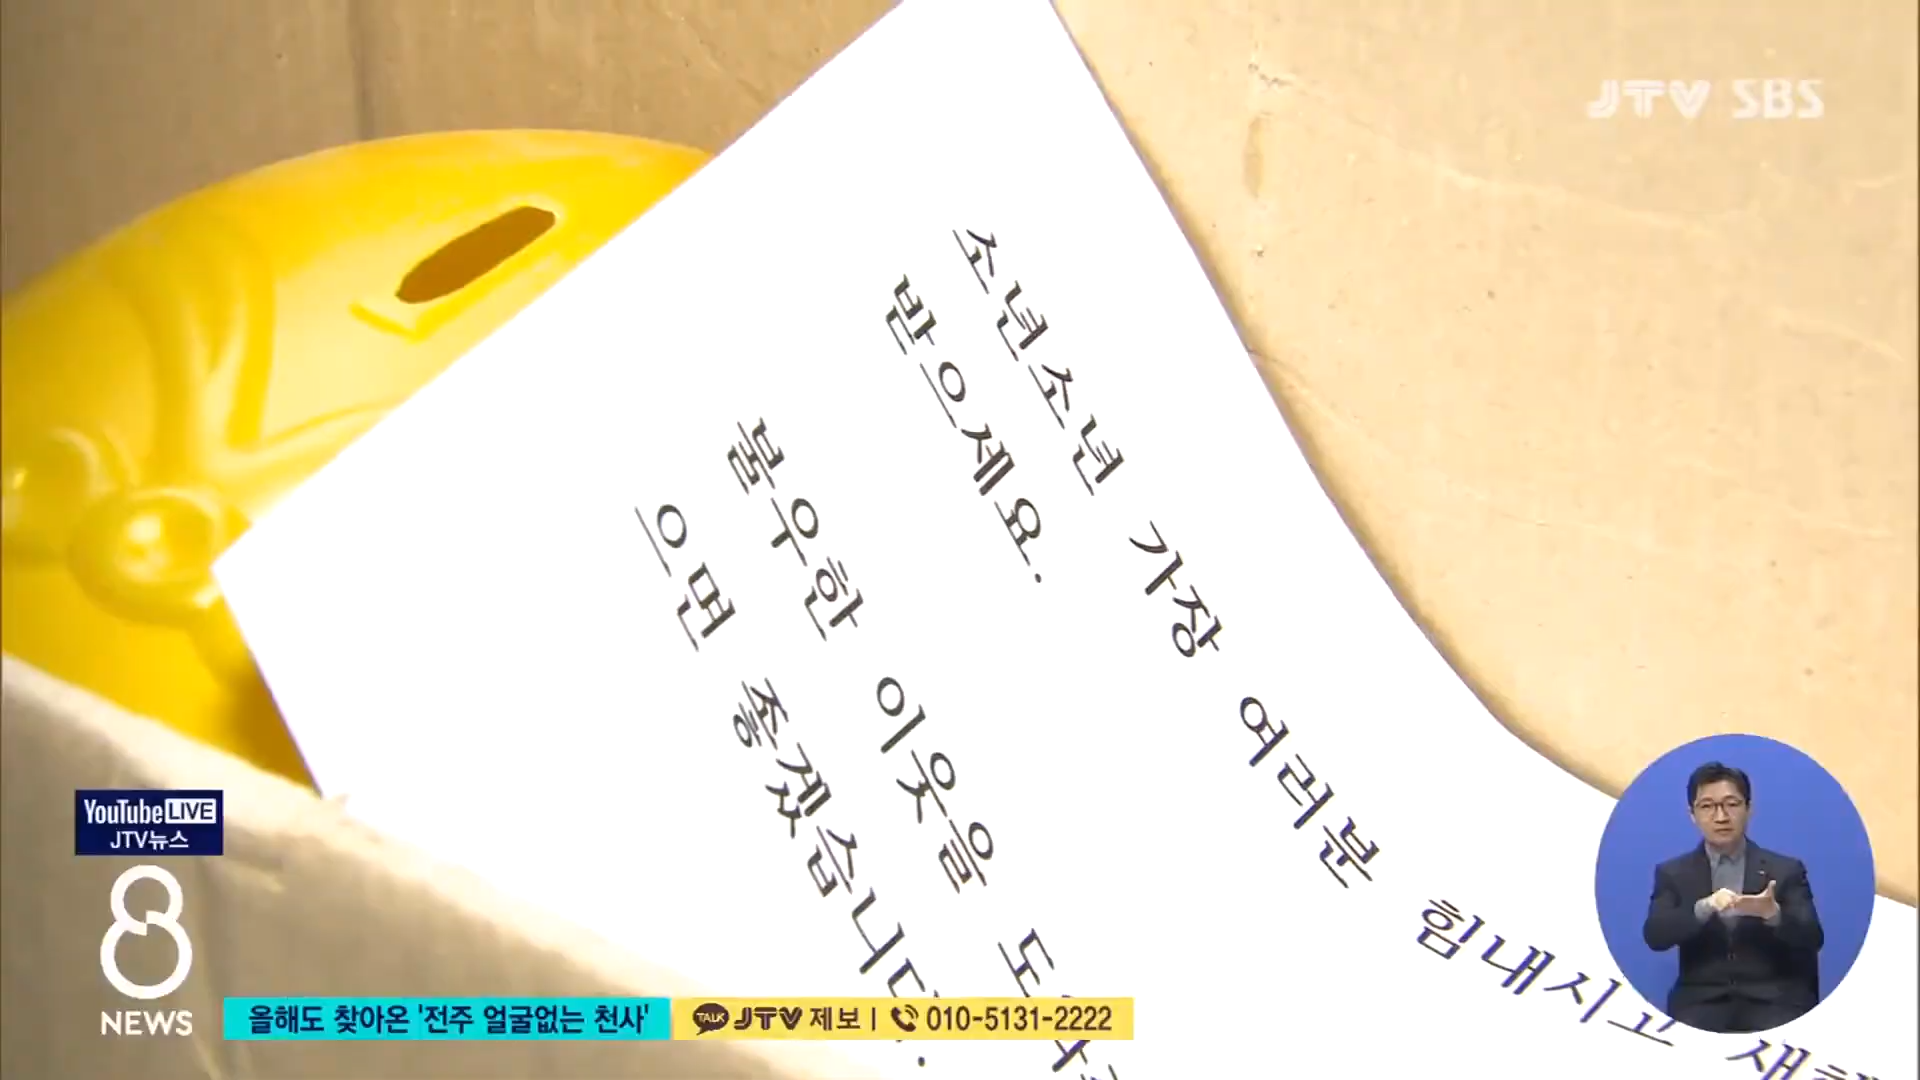 JTV SBS
소년소년 가장 여러분 힘내시고
받으세요.
불우한 이웃을
으면 좋겠습니다.
YouTube LIVE
JTV뉴스
8
NEWS
올해도 찾아온 '전주 얼굴없는 천사'
TALK JTV 제보 | 010-5131-2222